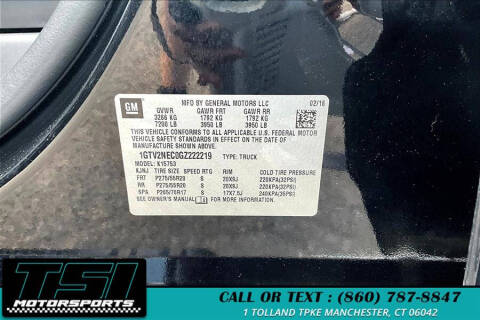 GM
MFD BY GENERAL MOTORS LLC 02/16
GVWR GAWR FRT GAWR RR
3266 KG 1792 KG 1792 KG
7200 LB 3950 LB 3950 LB
THIS VEHICLE CONFORMS TO ALL APPLICABLE U.S.
FEDERAL MOTOR VEHICLE SAFETY STANDARDS IN
EFFECT ON THE DATE OF MANUFACTURE SHOWN ABOVE.
1GTV2NEC0GZ222219 TYPE: TRUCK
MODEL: K15753
TIRE SIZE SPEED RTG RIM COLD TIRE PRESSURE
FRT P275/55R20 S 20X9J 220KPA(32PSI)
RR P275/55R20 S 20X9J 220KPA(32PSI)
SPA P265/70R17 S 17X7.5J 240KPA(35PSI)
SEE OWNER'S MANUAL FOR MORE INFORMATION.
TSI
MOTORSPORTS
CALL OR TEXT : (860) 787-8847
1 TOLLAND TPKE MANCHESTER, CT 06042